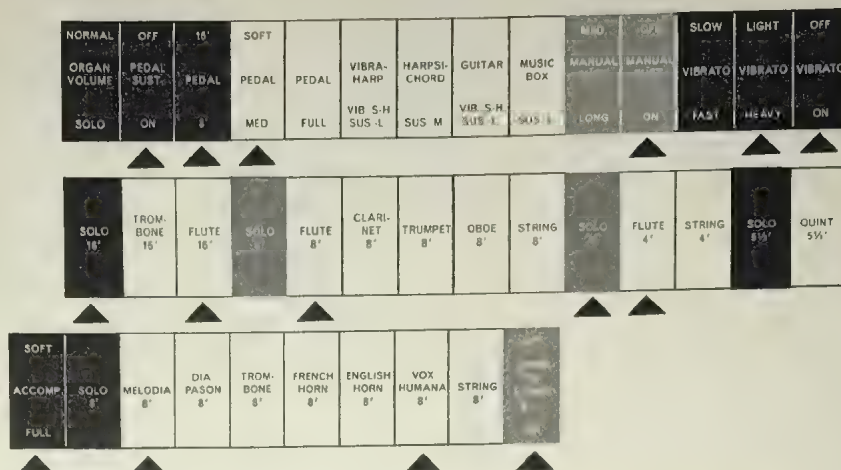 NORMAL
ORGAN
VOLUME
SOLO
OFF
PEDAL
SUST
ON
16'
PEDAL
8'
SOFT
PEDAL
MED
PEDAL
FULL
VIBRA-
HARP
VIB S-H
SUS -L
HARPSI-
CHORD
SUS M
GUITAR
VIB S-H
SUS -L
MUSIC
BOX
MANUAL
LONG
MANUAL
ON
SLOW
VIBRATO
FAST
LIGHT
VIBRATO
HEAVY
OFF
VIBRATO
ON
SOLO
16'
TROM-
BONE
16'
FLUTE
16'
SOLO
FLUTE
8'
CLARI-
NET
8'
TRUMPET
8'
OBOE
8'
STRING
8'
SOLO
FLUTE
4'
STRING
4'
SOLO
5⅓'
QUINT
5⅓'
SOFT
ACCOMP
FULL
SOLO
8'
MELODIA
8'
DIA
PASON
8'
TROM-
BONE
8'
FRENCH
HORN
8'
ENGLISH
HORN
8'
VOX
HUMANA
8'
STRING
8'